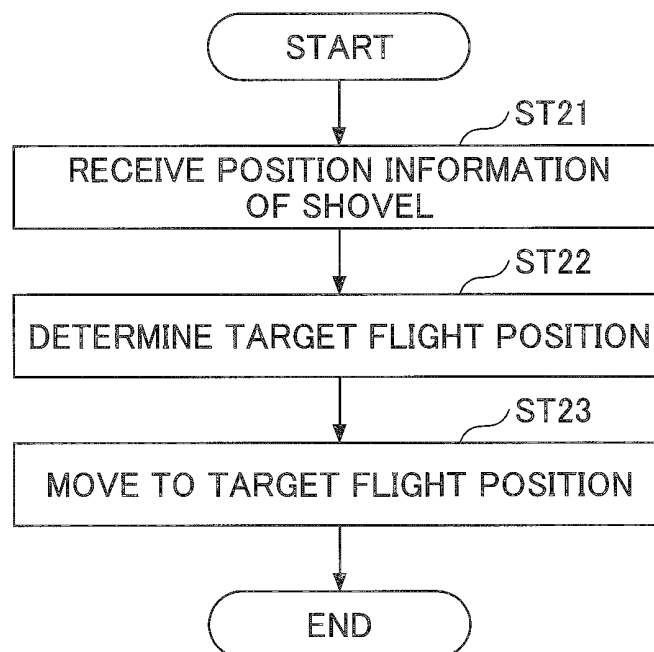 START
ST21
RECEIVE POSITION INFORMATION
OF SHOVEL
ST22
DETERMINE TARGET FLIGHT POSITION
ST23
MOVE TO TARGET FLIGHT POSITION
END